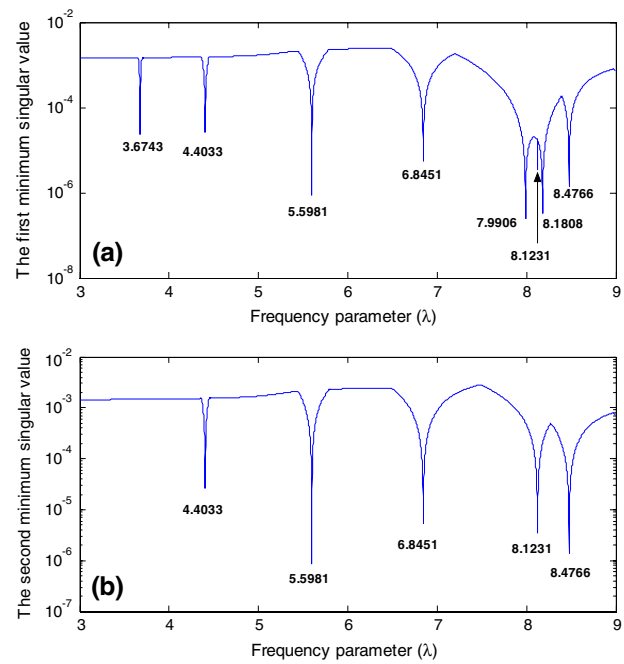 10⁻²
10⁻⁴
10⁻⁶
10⁻⁸
The first minimum singular value
3.6743
4.4033
5.5981
6.8451
7.9906
8.1231
8.1808
8.4766
(a)
3 4 5 6 7 8 9
Frequency parameter (λ)
10⁻²
10⁻³
10⁻⁴
10⁻⁵
10⁻⁶
10⁻⁷
The second minimum singular value
4.4033
5.5981
6.8451
8.1231
8.4766
(b)
3 4 5 6 7 8 9
Frequency parameter (λ)